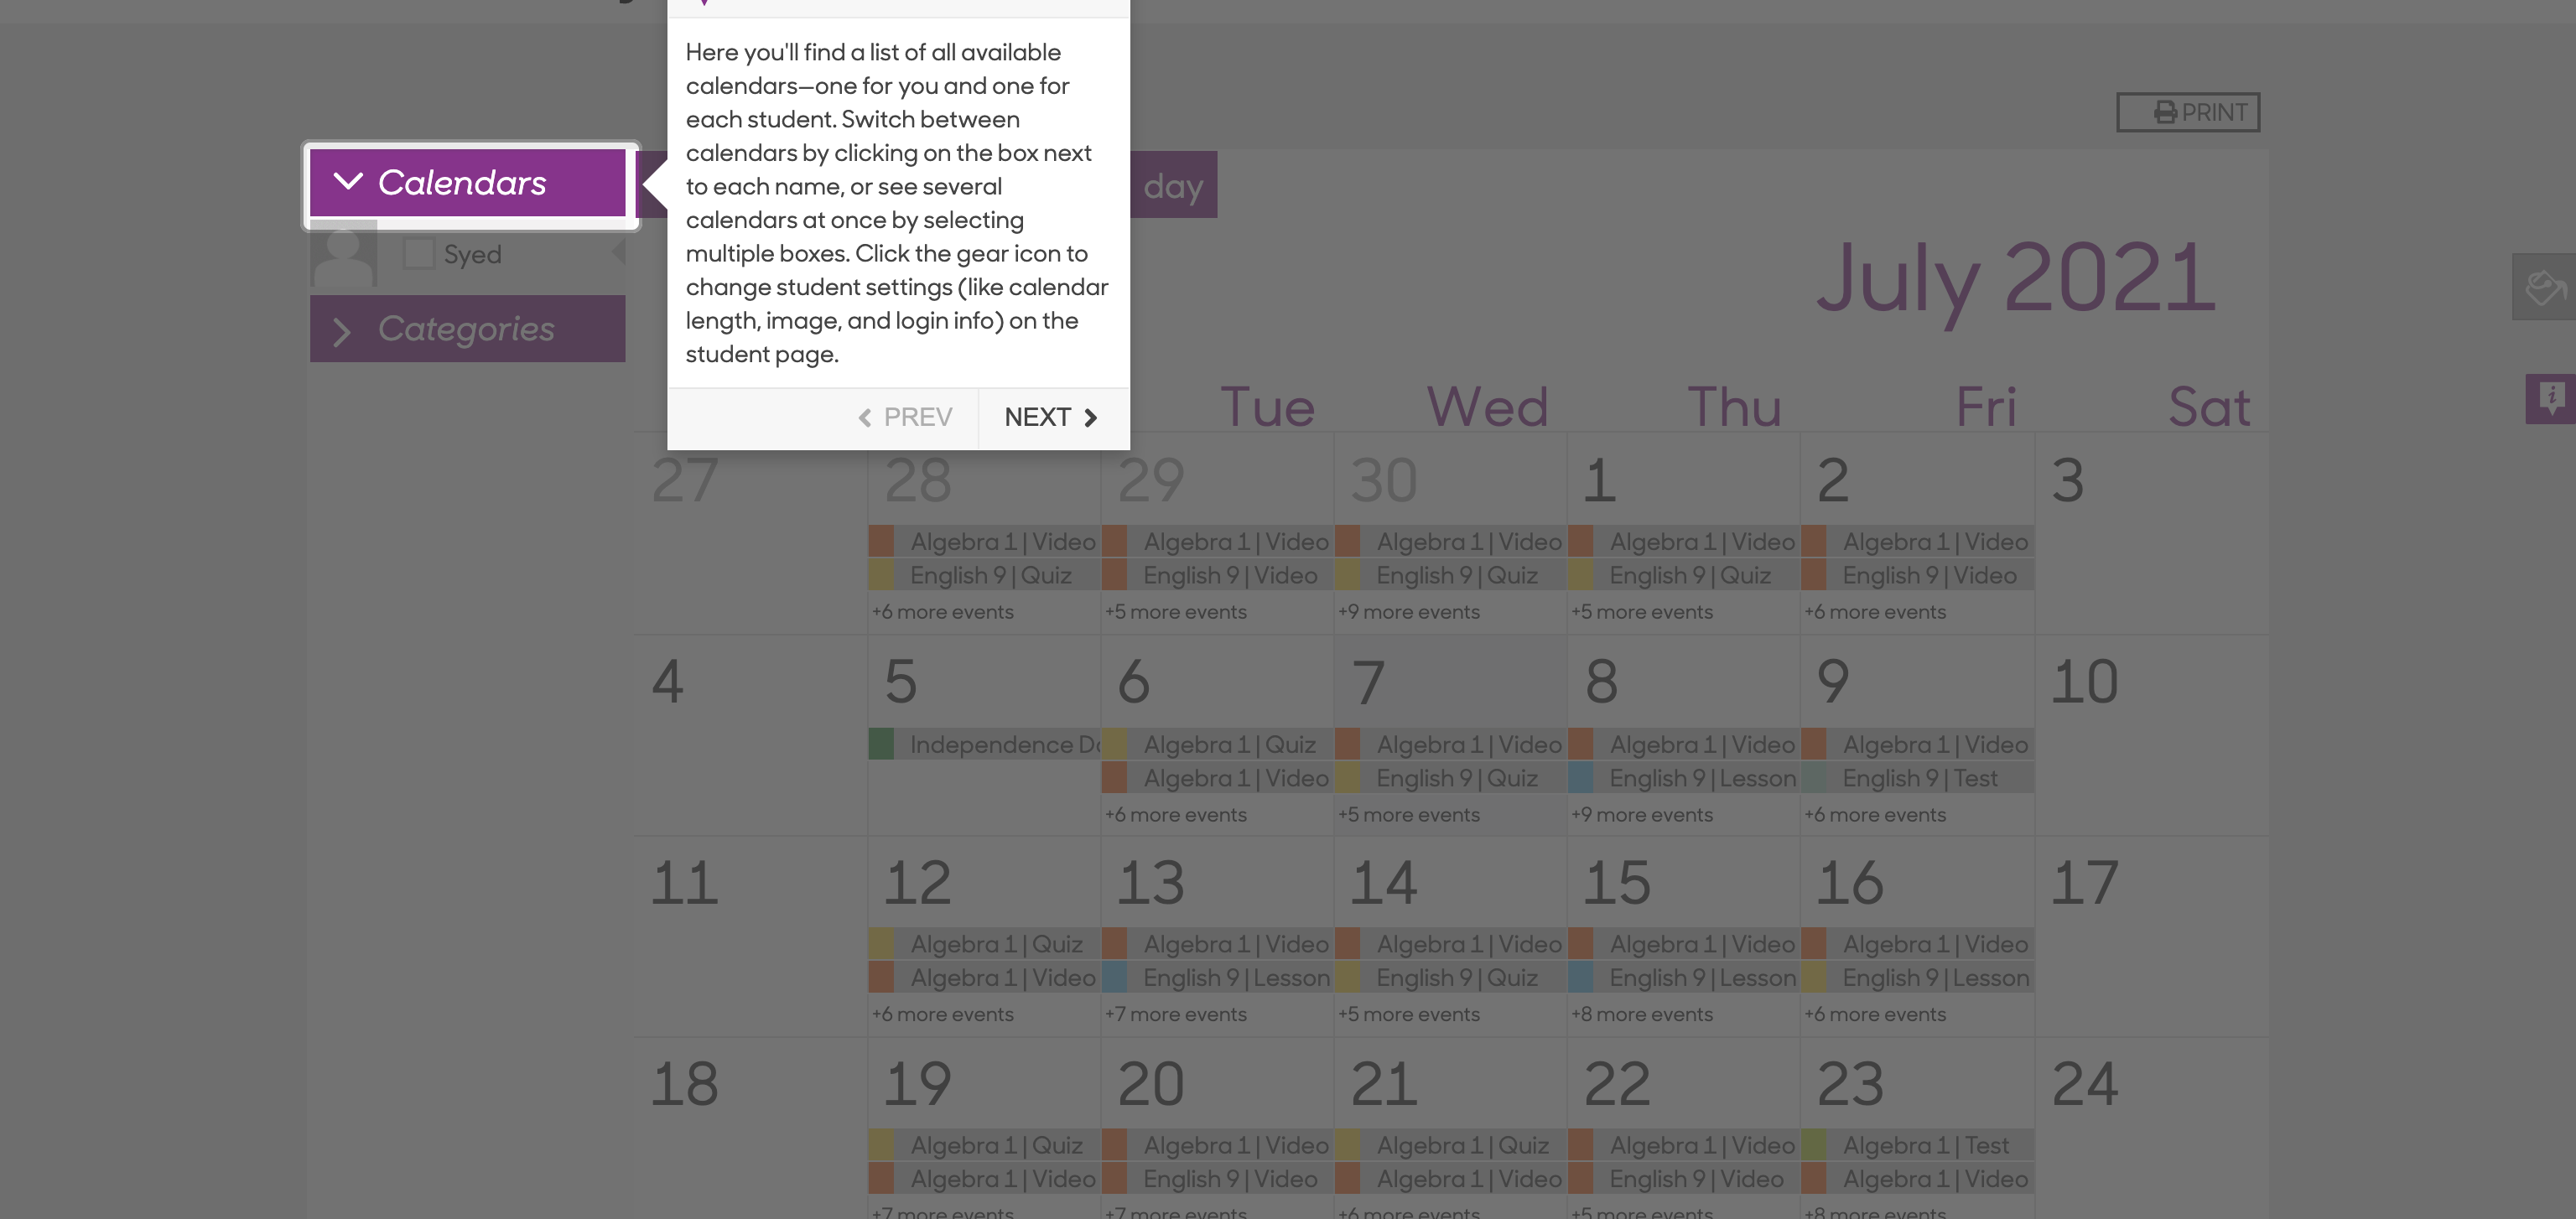 Here you'll find a list of all available
calendars—one for you and one for
each student. Switch between
calendars by clicking on the box next
to each name, or see several
calendars at once by selecting
multiple boxes. Click the gear icon to
change student settings (like calendar
length, image, and login info) on the
student page.
PREV NEXT
PRINT
Calendars
day
Syed
Categories
July 2021
Tue Wed Thu Fri Sat
27 28 29 30 1 2 3
Algebra 1 | Video Algebra 1 | Video Algebra 1 | Video Algebra 1 | Video Algebra 1 | Video
English 9 | Quiz English 9 | Video English 9 | Quiz English 9 | Quiz English 9 | Video
+6 more events +5 more events +9 more events +5 more events +6 more events
4 5 6 7 8 9 10
Independence Algebra 1 | Quiz Algebra 1 | Video Algebra 1 | Video Algebra 1 | Video
Algebra 1 | Video English 9 | Quiz English 9 | Lesson English 9 | Test
+6 more events +5 more events +9 more events +6 more events
11 12 13 14 15 16 17
Algebra 1 | Quiz Algebra 1 | Video Algebra 1 | Video Algebra 1 | Video Algebra 1 | Video
Algebra 1 | Video English 9 | Lesson English 9 | Quiz English 9 | Lesson English 9 | Lesson
+6 more events +7 more events +5 more events +8 more events +6 more events
18 19 20 21 22 23 24
Algebra 1 | Quiz Algebra 1 | Video Algebra 1 | Quiz Algebra 1 | Video Algebra 1 | Test
Algebra 1 | Video English 9 | Video Algebra 1 | Video English 9 | Video Algebra 1 | Video
+7 more events +7 more events +6 more events +5 more events +8 more events